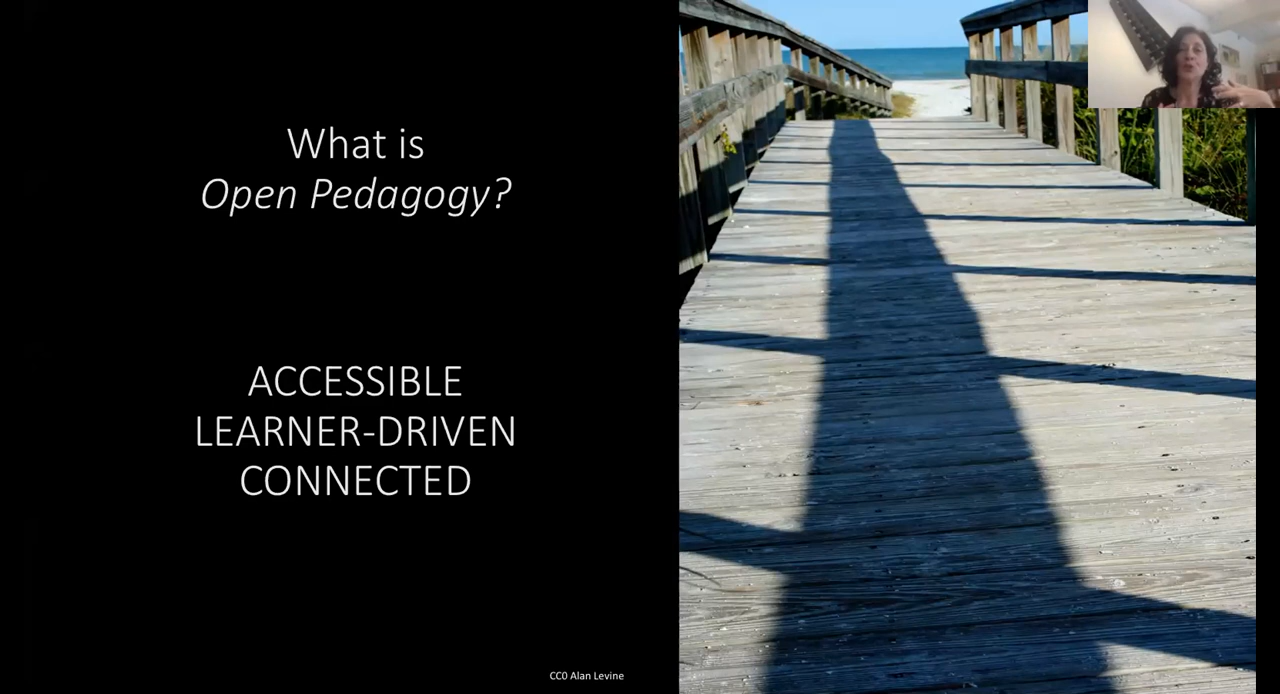 What is
Open Pedagogy?
ACCESSIBLE
LEARNER-DRIVEN
CONNECTED
CC0 Alan Levine